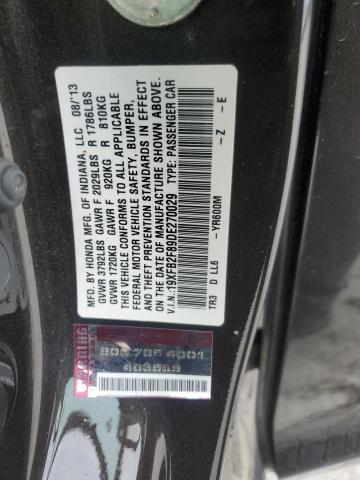 MFD. BY HONDA MFG. OF INDIANA, LLC 08/'13
GVWR 3792LBS GAWR F 2029LBS R 1786LBS
GVWR 1720KG GAWR F 920KG R 810KG
THIS VEHICLE CONFORMS TO ALL APPLICABLE
FEDERAL MOTOR VEHICLE SAFETY, BUMPER,
AND THEFT PREVENTION STANDARDS IN EFFECT
ON THE DATE OF MANUFACTURE SHOWN ABOVE.
V.I.N.:19XFB2F99DE270029 TYPE: PASSENGER CAR
TR3 D LL6 -YR600M -Z -E
WARNING